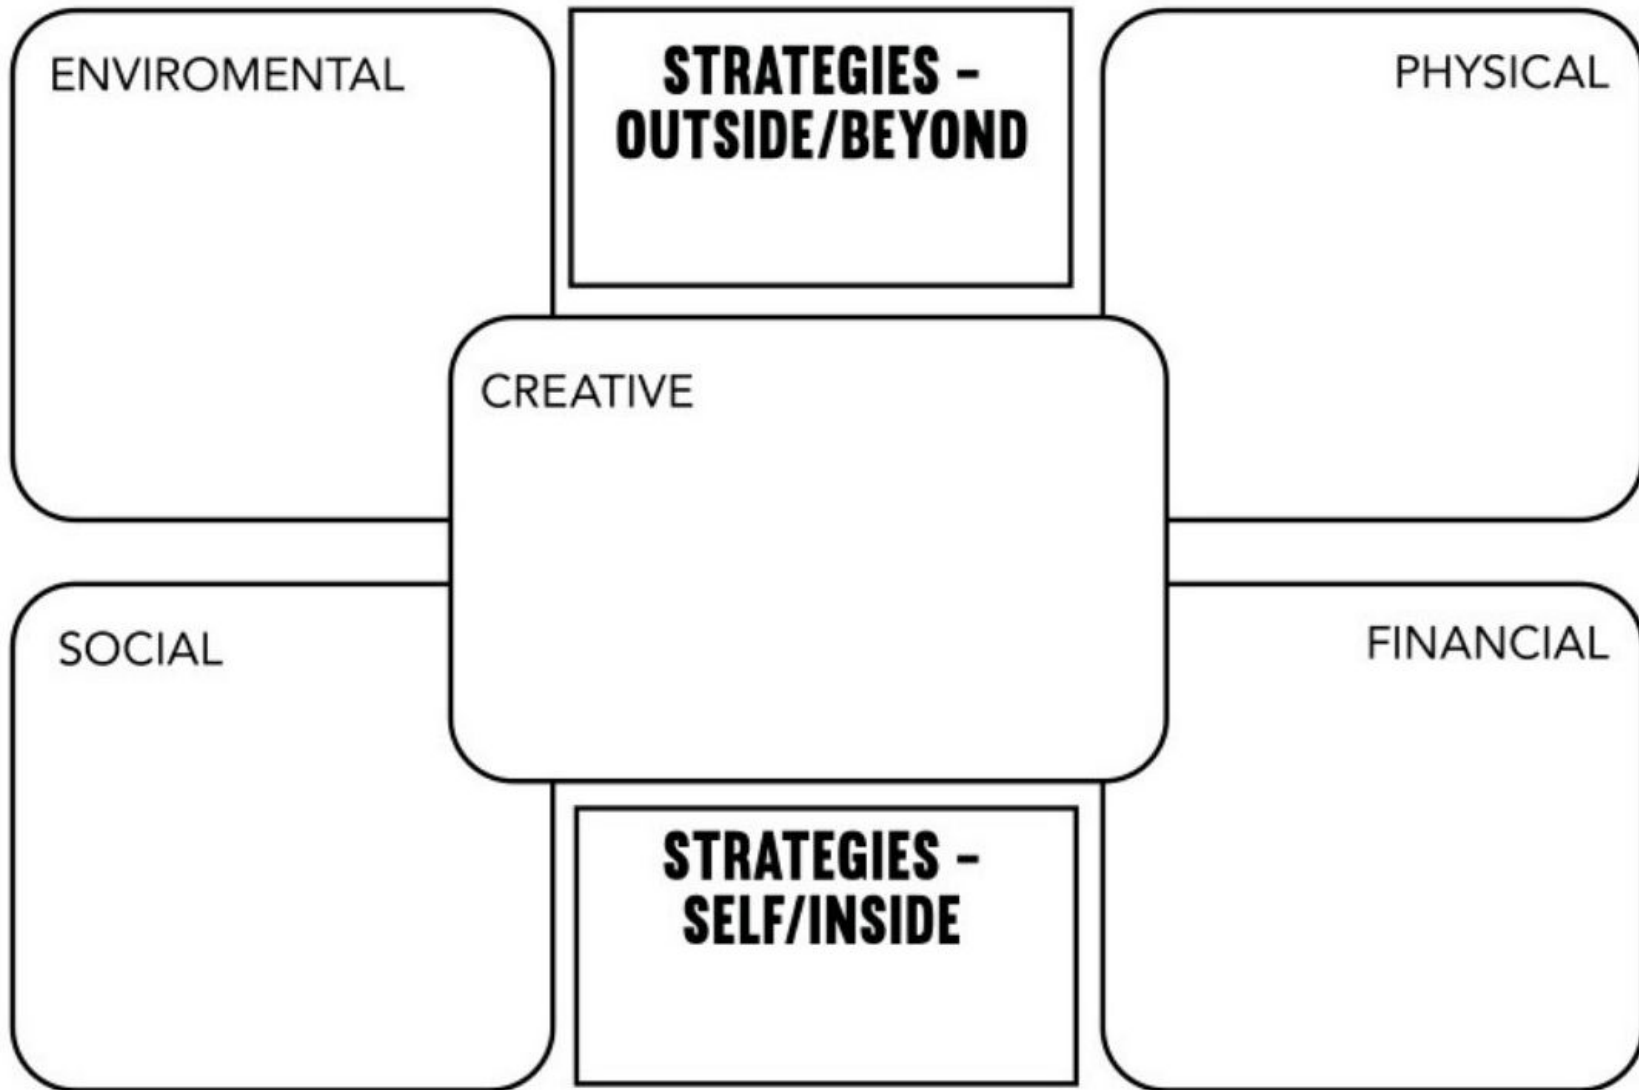 ENVIROMENTAL
STRATEGIES –
OUTSIDE/BEYOND
PHYSICAL
CREATIVE
SOCIAL
FINANCIAL
STRATEGIES –
SELF/INSIDE